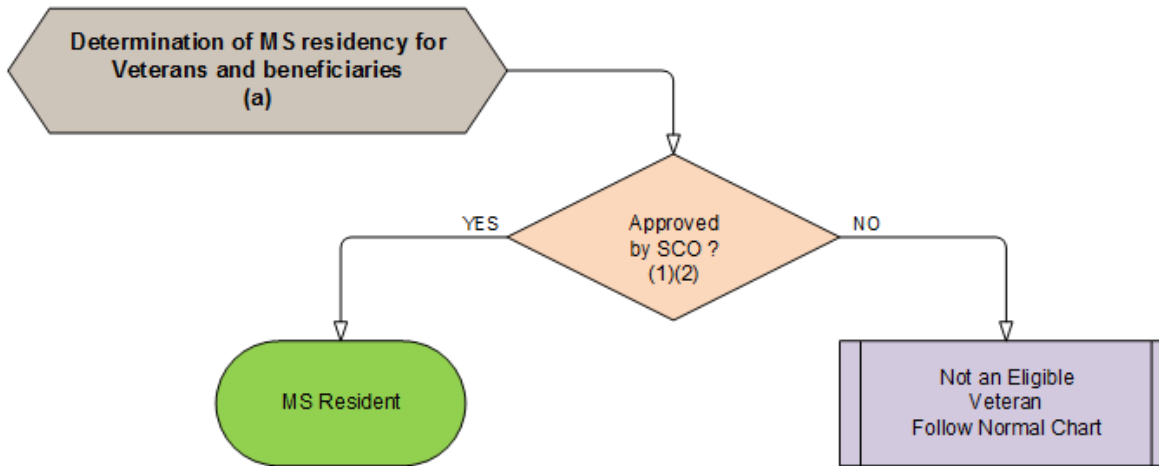 Determination of MS residency for
Veterans and beneficiaries
(a)
YES
Approved
by SCO ?
(1)(2)
NO
MS Resident
Not an Eligible
Veteran
Follow Normal Chart